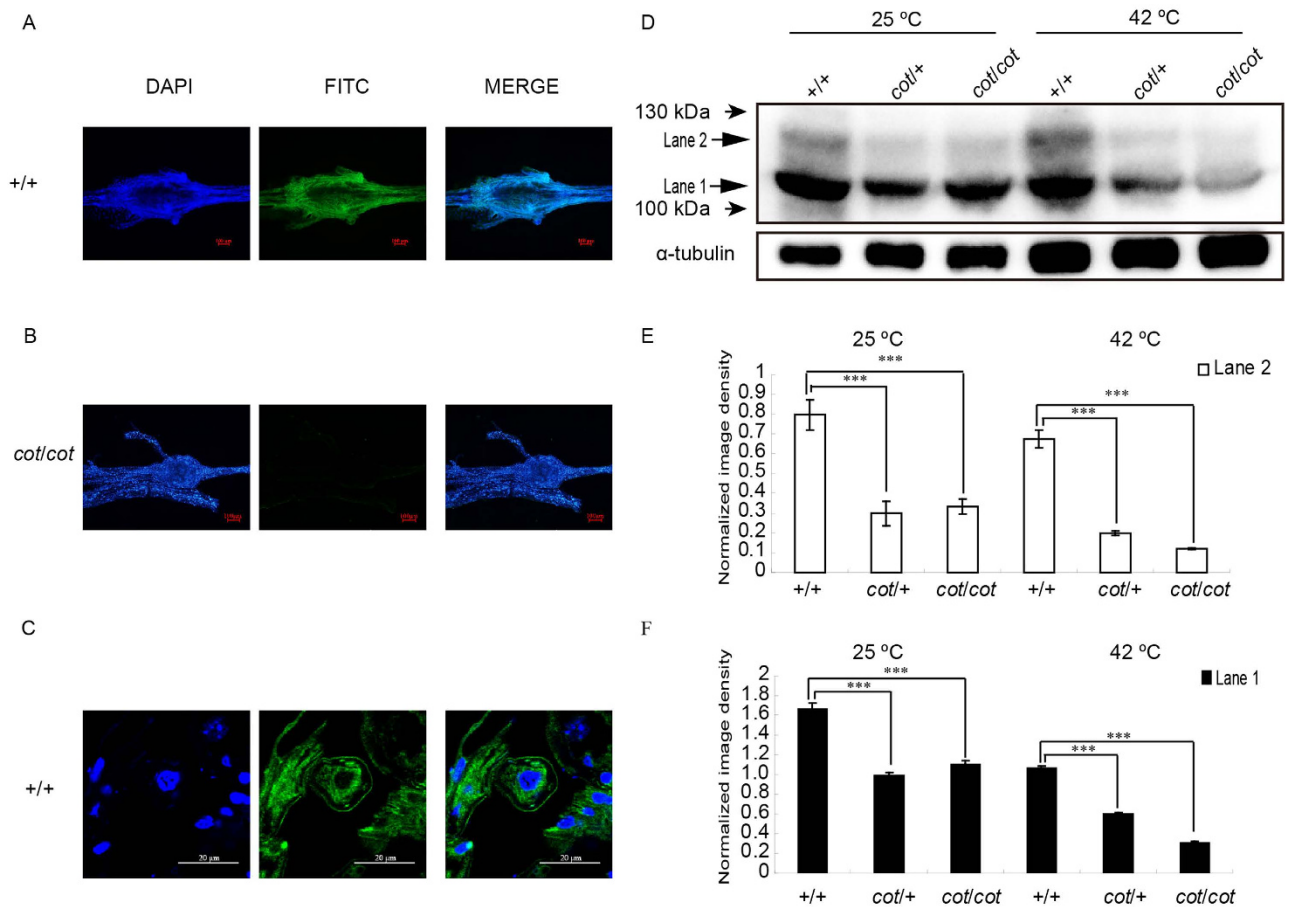 A
DAPI FITC MERGE
+/+
B
cot/cot
C
+/+
20 μm 20 μm 20 μm
D
25 ºC 42 ºC
+/+ cot/+ cot/cot +/+ cot/+ cot/cot
130 kDa
Lane 2
Lane 1
100 kDa
α-tubulin
E
25 ºC 42 ºC
Lane 2
Normalized image density
1
0.9
0.8
0.7
0.6
0.5
0.4
0.3
0.2
0.1
0
*** *** *** ***
+/+ cot/+ cot/cot +/+ cot/+ cot/cot
F
25 ºC 42 ºC
Lane 1
Normalized image density
2
1.8
1.6
1.4
1.2
1.0
0.8
0.6
0.4
0.2
0
*** *** *** ***
+/+ cot/+ cot/cot +/+ cot/+ cot/cot